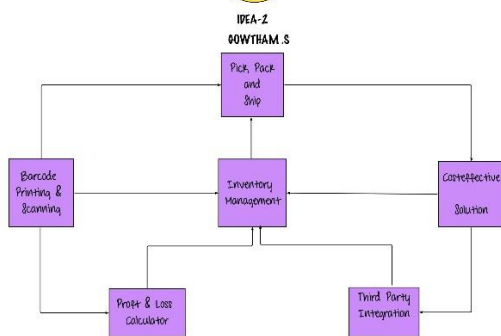 IDEA-2
GOWTHAM.S
Pick, Pack
and
Ship
Barcode
Printing &
Scanning
Inventory
Management
Costeffective
Solution
Profit & Loss
Calculator
Third Party
Integration